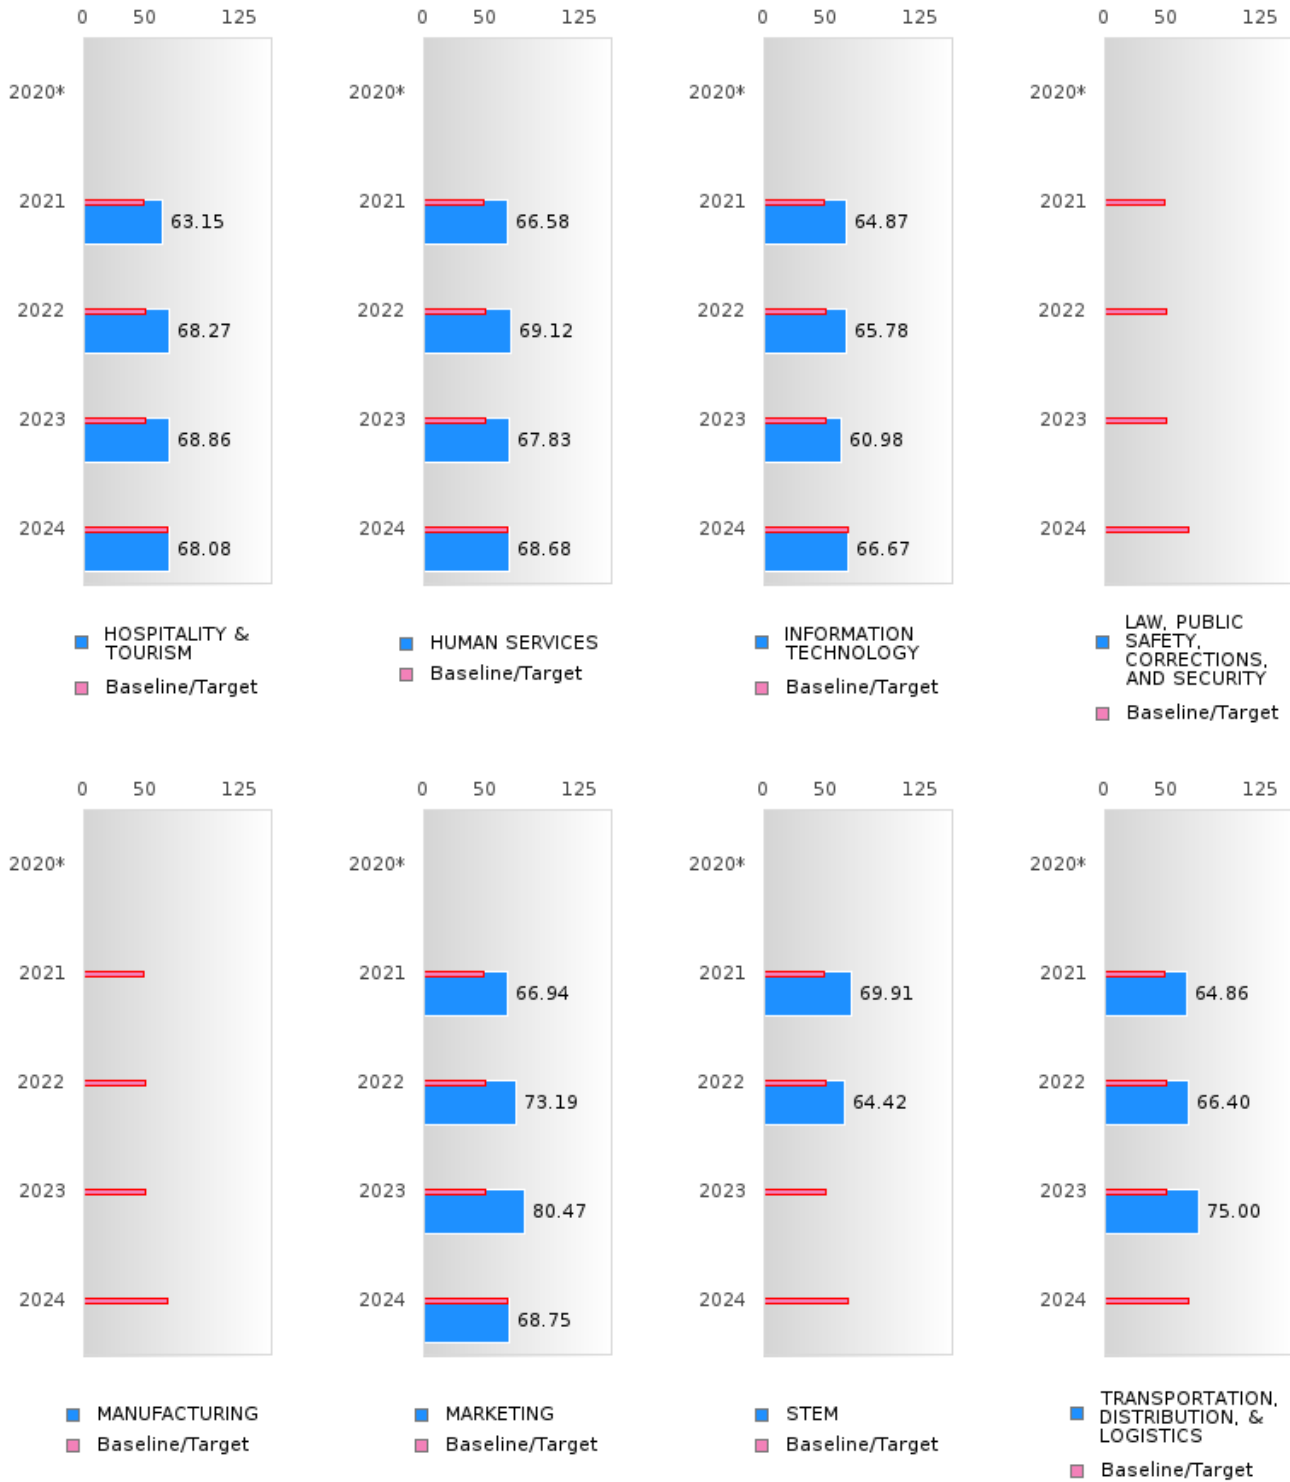 0 50 125
2020*
2021 63.15
2022 68.27
2023 68.86
2024 68.08
HOSPITALITY &
TOURISM
Baseline/Target
0 50 125
2020*
2021 66.58
2022 69.12
2023 67.83
2024 68.68
HUMAN SERVICES
Baseline/Target
0 50 125
2020*
2021 64.87
2022 65.78
2023 60.98
2024 66.67
INFORMATION
TECHNOLOGY
Baseline/Target
0 50 125
2020*
2021
2022
2023
2024
LAW, PUBLIC
SAFETY,
CORRECTIONS,
AND SECURITY
Baseline/Target
0 50 125
2020*
2021
2022
2023
2024
MANUFACTURING
Baseline/Target
0 50 125
2020*
2021 66.94
2022 73.19
2023 80.47
2024 68.75
MARKETING
Baseline/Target
0 50 125
2020*
2021 69.91
2022 64.42
2023
2024
STEM
Baseline/Target
0 50 125
2020*
2021 64.86
2022 66.40
2023 75.00
2024
TRANSPORTATION,
DISTRIBUTION, &
LOGISTICS
Baseline/Target